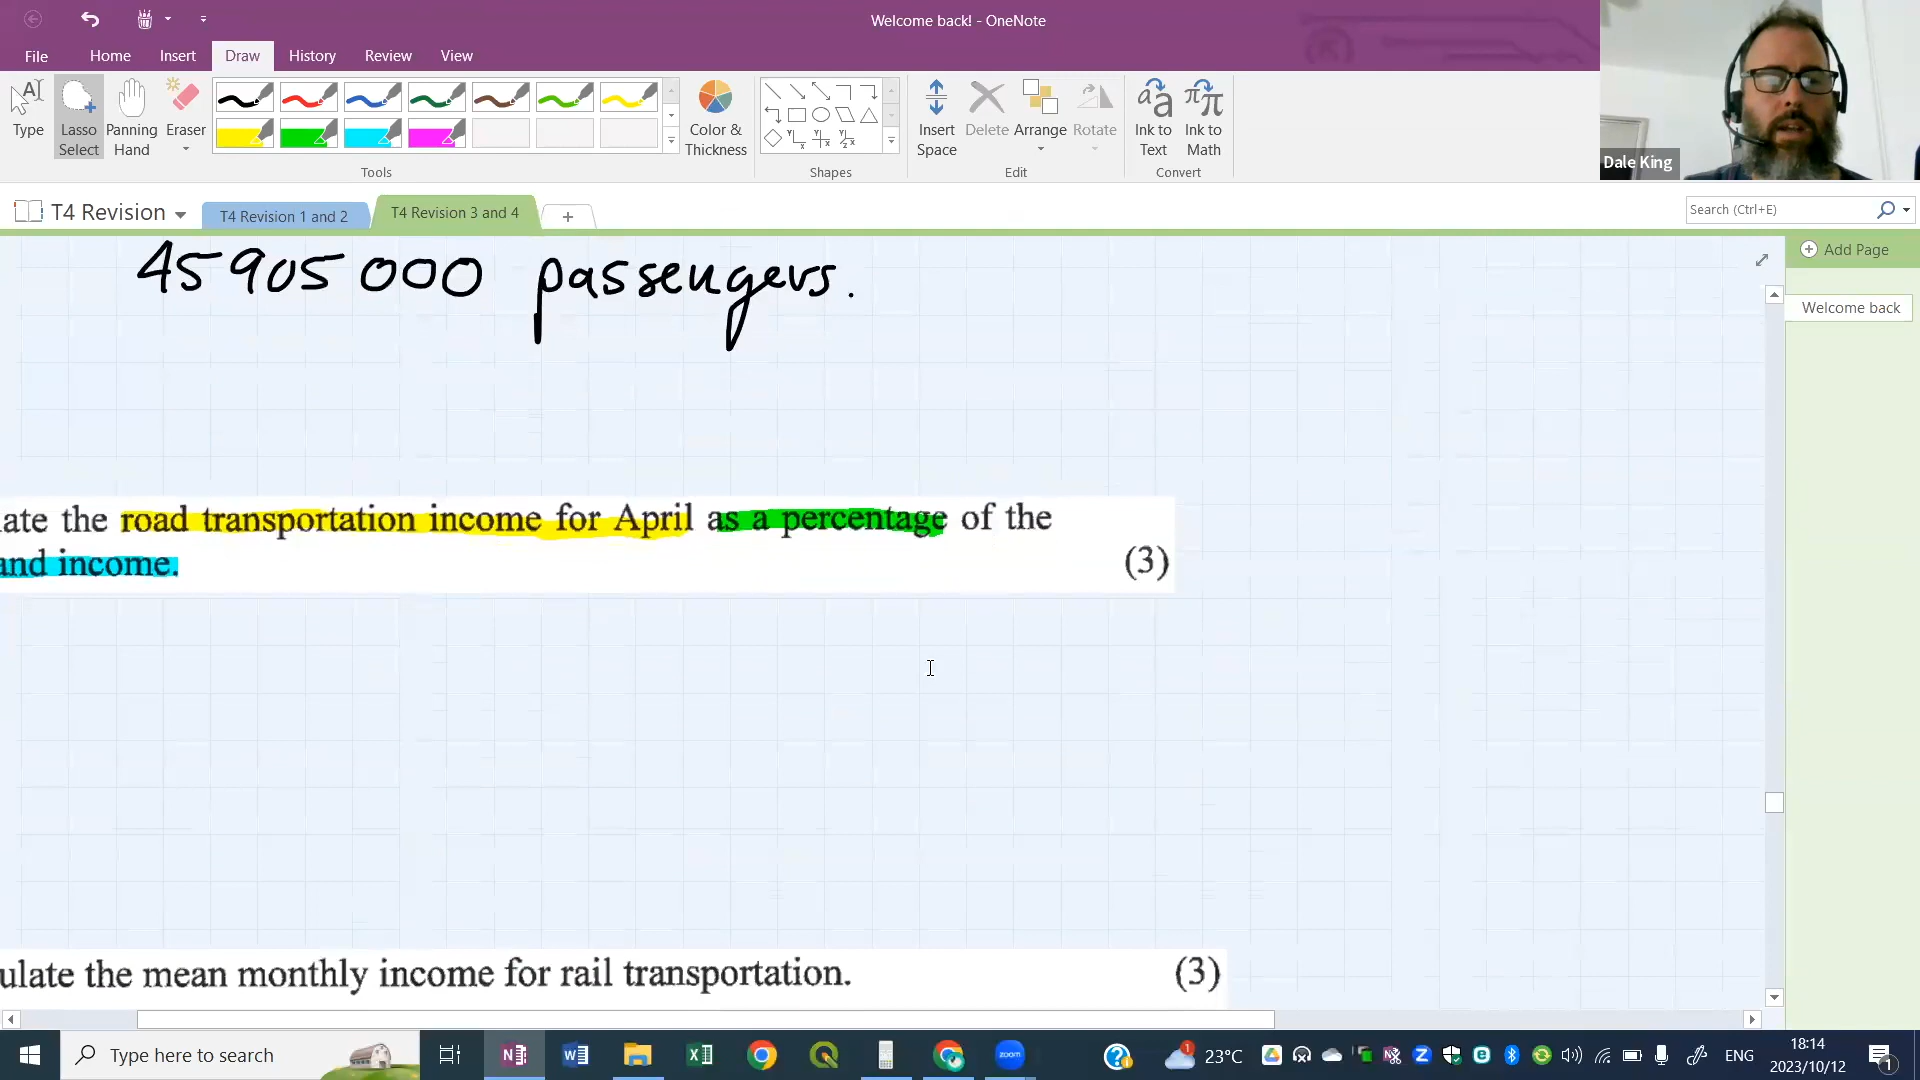 Welcome back! - OneNote
File
Home
Insert
Draw
History
Review
View
Type
Lasso
Select
Panning
Hand
Eraser
Color &
Thickness
Insert
Space
Delete
Arrange
Rotate
Ink to
Text
Ink to
Math
Tools
Shapes
Edit
Convert
Dale King
T4 Revision
T4 Revision 1 and 2
T4 Revision 3 and 4
Search (Ctrl+E)
Add Page
Welcome back
45 905 000 passengers.
ate the road transportation income for April as a percentage of the
and income.
(3)
ulate the mean monthly income for rail transportation.
(3)
Type here to search
23°C
ENG
18:14
2023/10/12